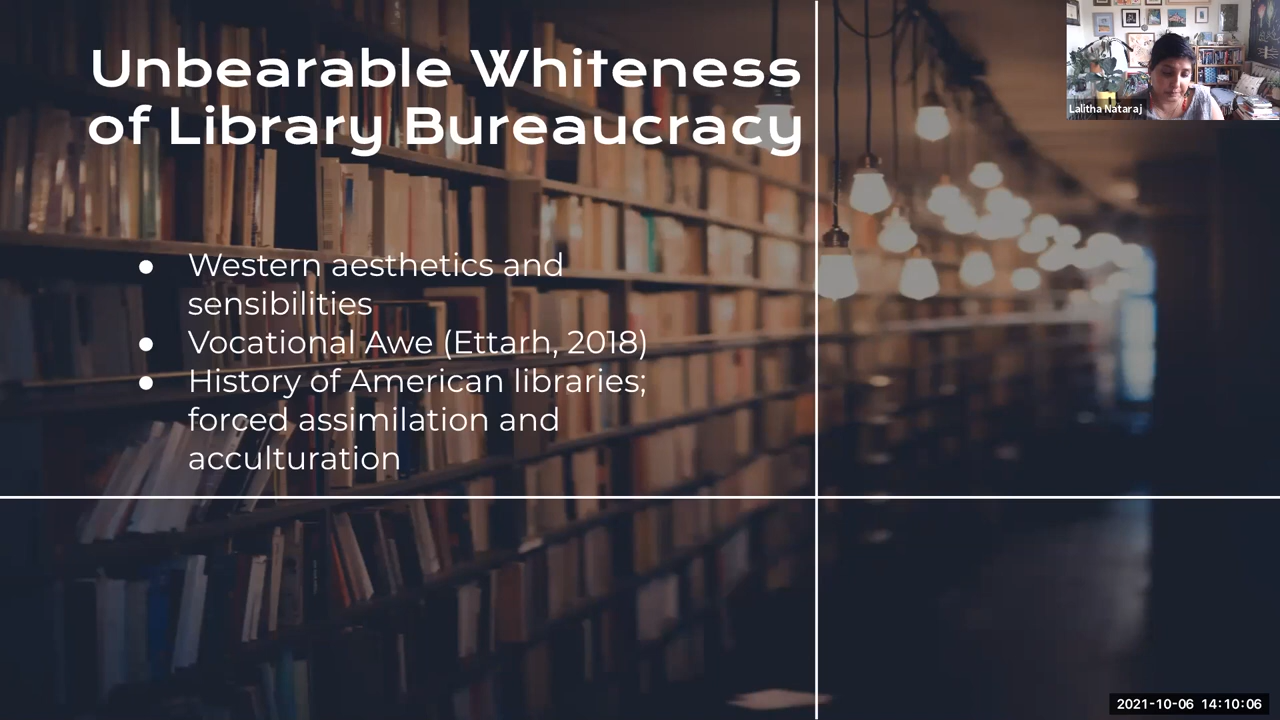 Unbearable Whiteness
of Library Bureaucracy
Lalitha Nataraj
● Western aesthetics and
sensibilities
● Vocational Awe (Ettarh, 2018)
● History of American libraries;
forced assimilation and
acculturation
2021-10-06 14:10:06